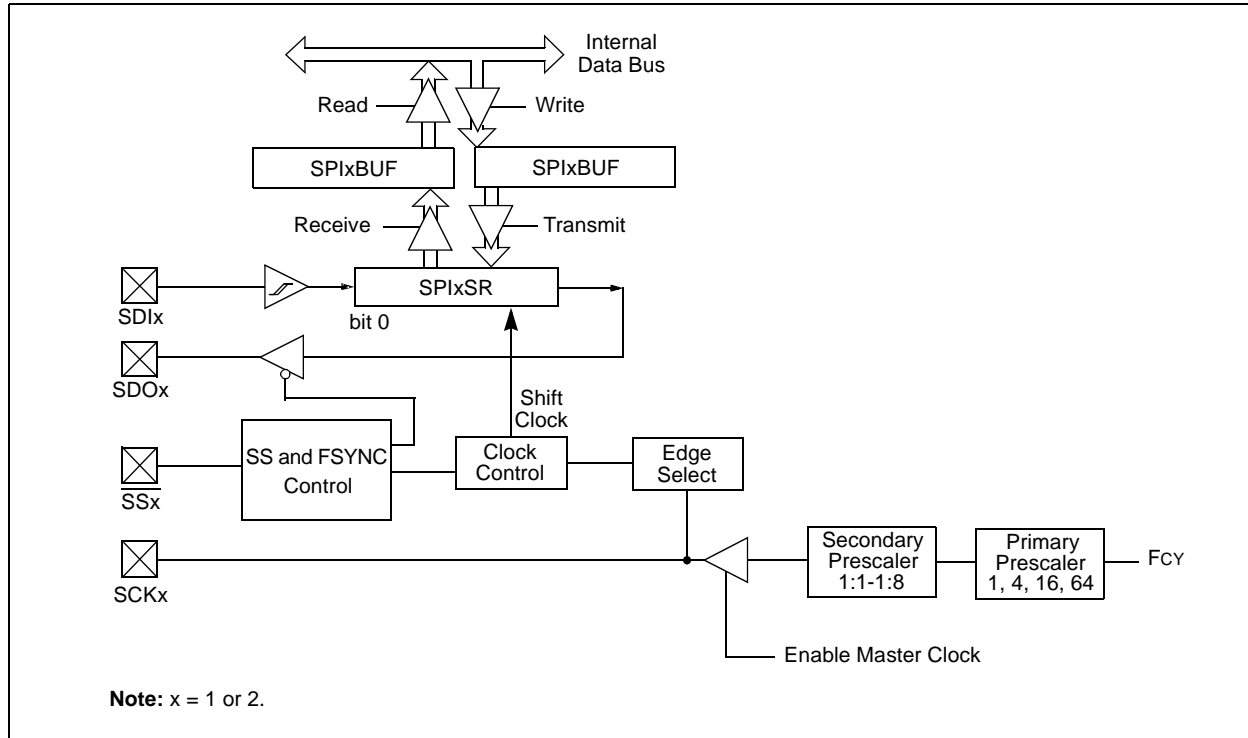 Internal
Data Bus
Read
Write
SPIxBUF
SPIxBUF
Receive
Transmit
SDIx
SPIxSR
bit 0
SDOx
Shift
Clock
SS and FSYNC
Control
Clock
Control
Edge
Select
SSx
Secondary
Prescaler
1:1-1:8
Primary
Prescaler
1, 4, 16, 64
FCY
SCKx
Enable Master Clock
Note: x = 1 or 2.